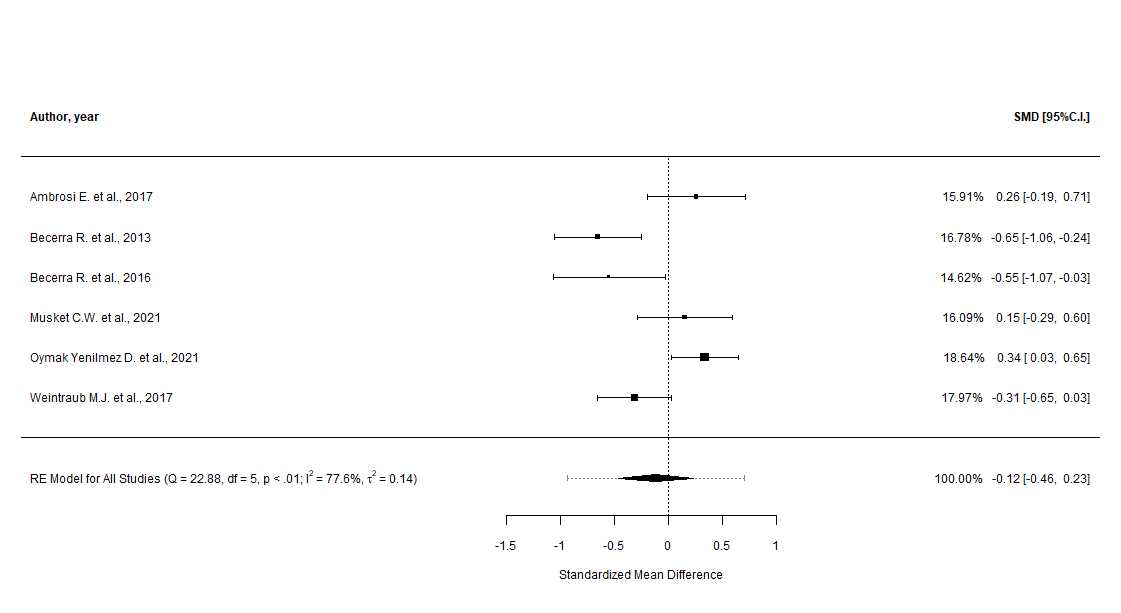 Author, year SMD [95%C.I.]
Ambrosi E. et al., 2017 15.91% 0.26 [-0.19, 0.71]
Becerra R. et al., 2013 16.78% -0.65 [-1.06, -0.24]
Becerra R. et al., 2016 14.62% -0.55 [-1.07, -0.03]
Musket C.W. et al., 2021 16.09% 0.15 [-0.29, 0.60]
Oymak Yenilmez D. et al., 2021 18.64% 0.34 [ 0.03, 0.65]
Weintraub M.J. et al., 2017 17.97% -0.31 [-0.65, 0.03]
RE Model for All Studies (Q = 22.88, df = 5, p < .01; I² = 77.6%, τ² = 0.14) 100.00% -0.12 [-0.46, 0.23]
-1.5 -1 -0.5 0 0.5 1
Standardized Mean Difference